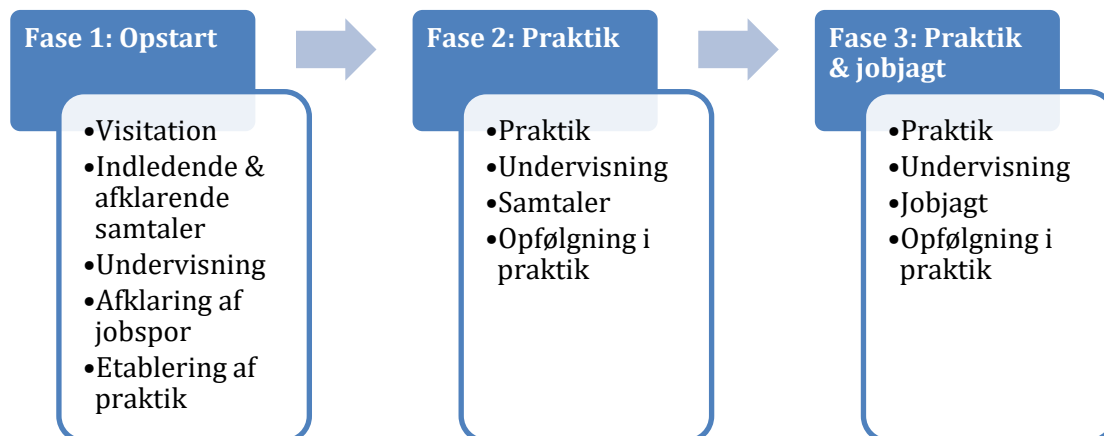 Fase 1: Opstart
•Visitation
•Indledende &
afklarende
samtaler
•Undervisning
•Afklaring af
jobspor
•Etablering af
praktik
Fase 2: Praktik
•Praktik
•Undervisning
•Samtaler
•Opfølgning i
praktik
Fase 3: Praktik
& jobjagt
•Praktik
•Undervisning
•Jobjagt
•Opfølgning i
praktik